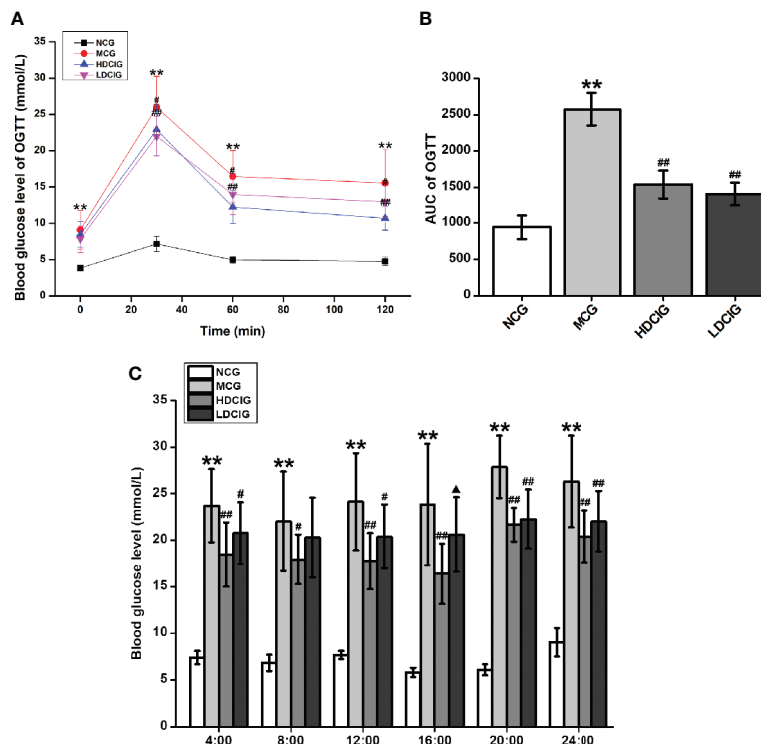 A
Blood glucose level of OGTT (mmol/L)
35
30
25
20
15
10
5
0
NCG
MCG
HDCIG
LDCIG
**
**
#
##
**
#
##
**
#
##
0
20
40
60
80
100
120
Time (min)
B
AUC of OGTT
3000
2500
2000
1500
1000
500
0
**
##
##
NCG
MCG
HDCIG
LDCIG
C
NCG
MCG
HDCIG
LDCIG
Blood glucose level (mmol/L)
35
30
25
20
15
10
5
0
** ## #
** #
** ## #
** ## ▲
** ## ##
** ## ##
4:00
8:00
12:00
16:00
20:00
24:00